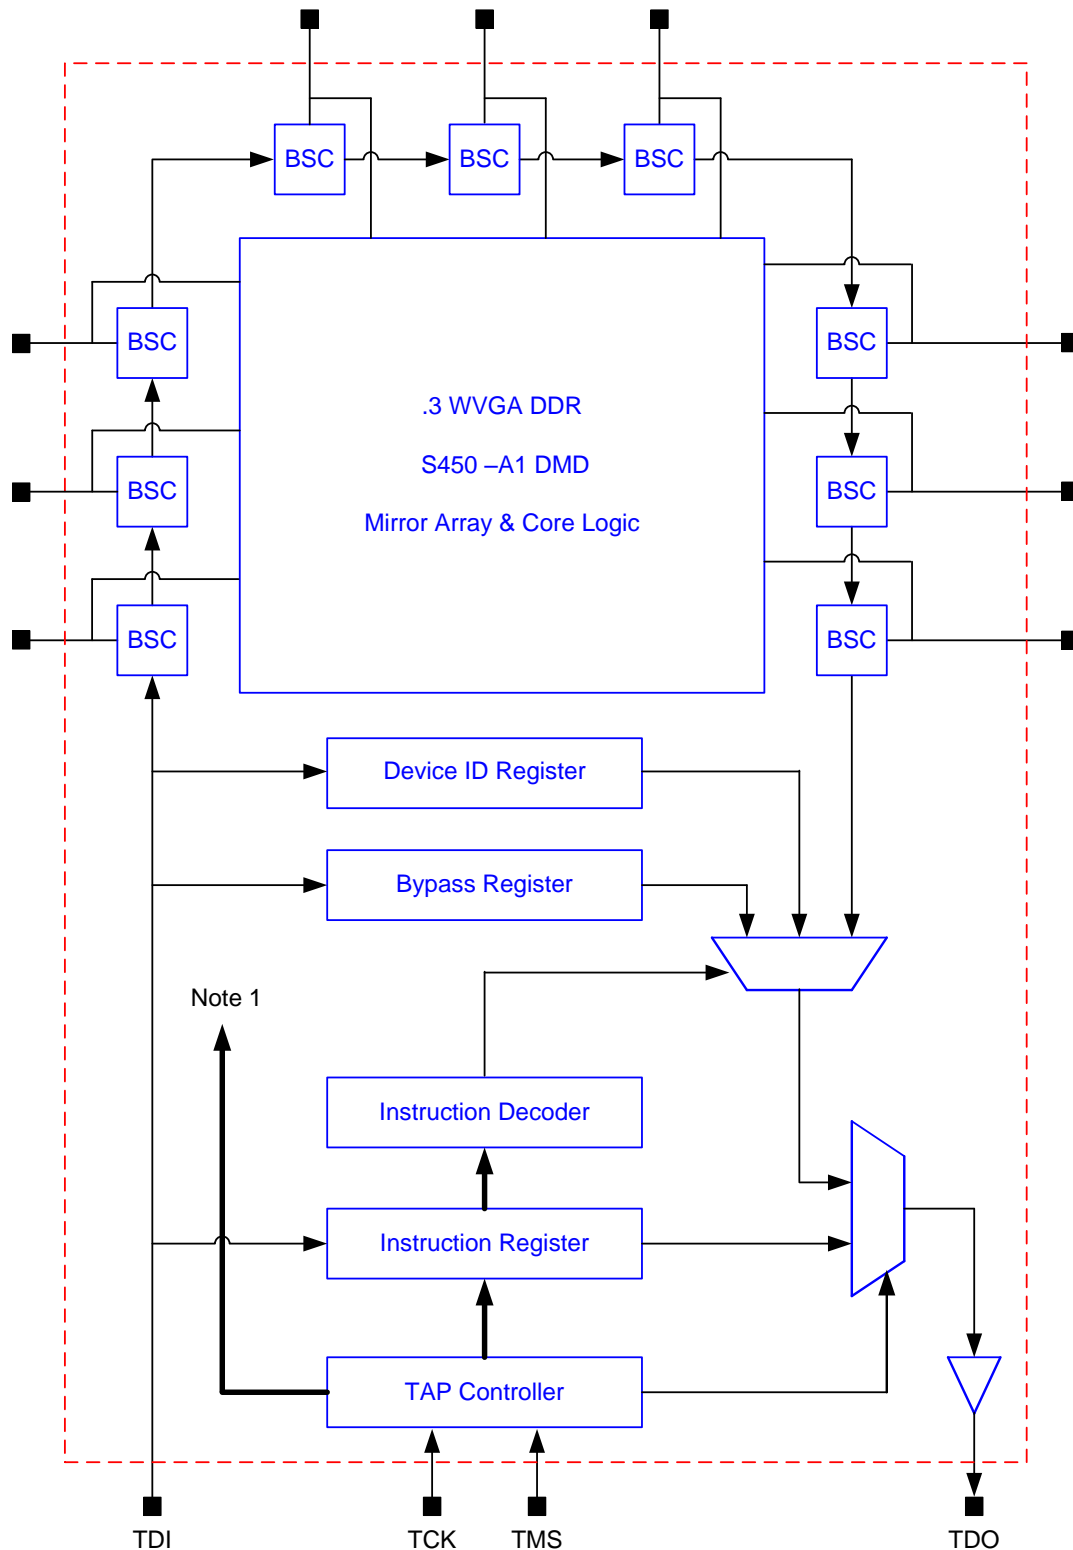 BSC
BSC
BSC
BSC
BSC
BSC
BSC
BSC
BSC
.3 WVGA DDR
S450 –A1 DMD
Mirror Array & Core Logic
Device ID Register
Bypass Register
Note 1
Instruction Decoder
Instruction Register
TAP Controller
TDI
TCK
TMS
TDO